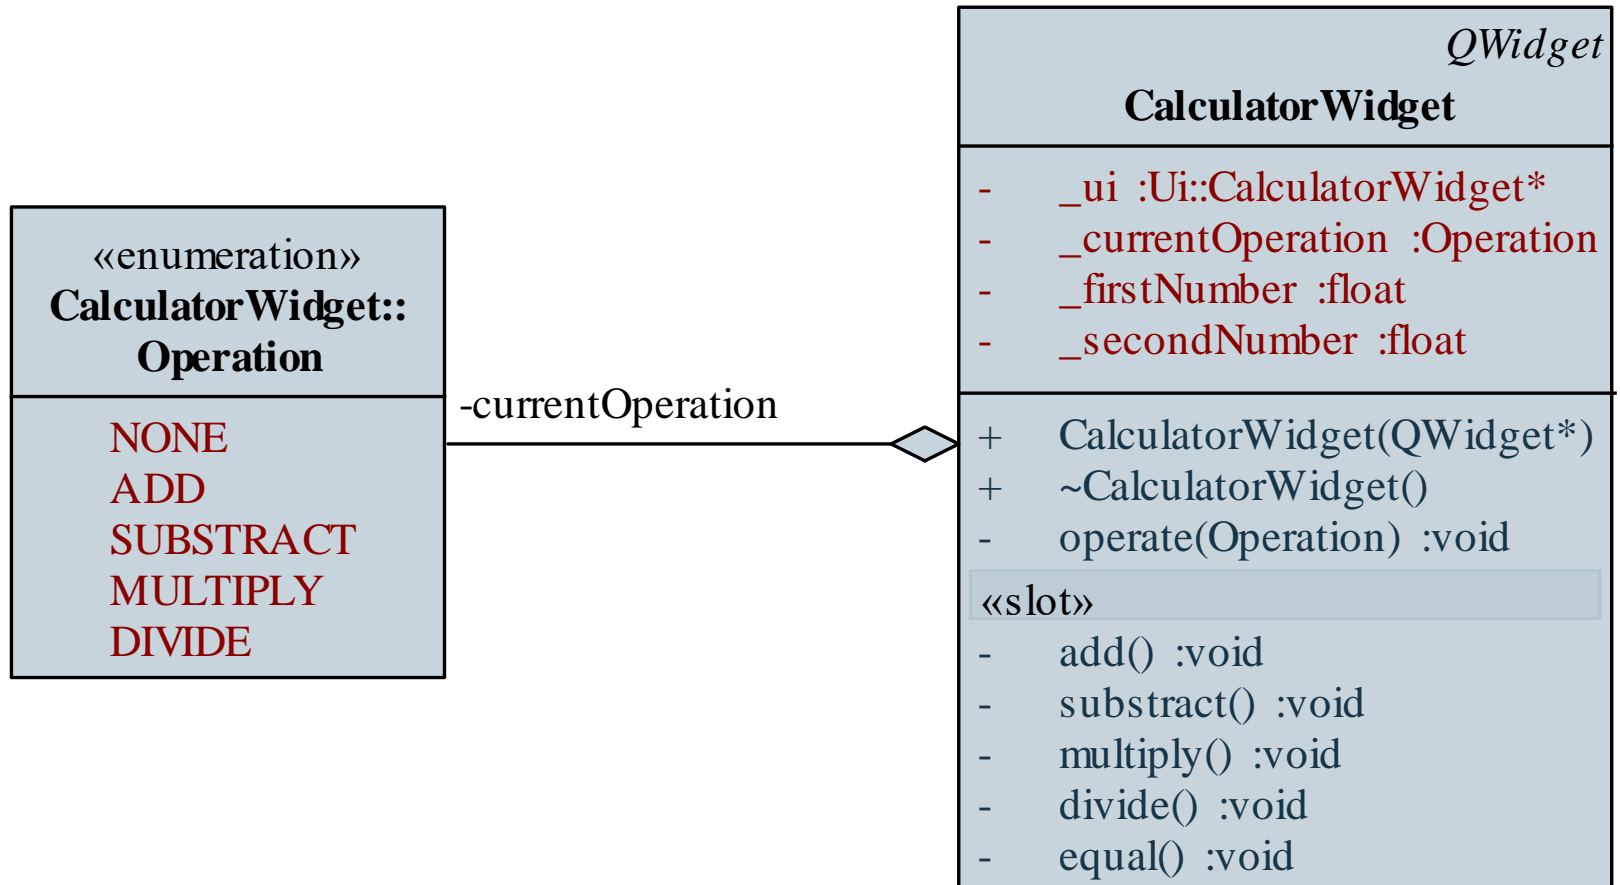 «enumeration»
CalculatorWidget::
Operation
NONE
ADD
SUBSTRACT
MULTIPLY
DIVIDE
-currentOperation
QWidget
CalculatorWidget
- _ui :Ui::CalculatorWidget*
- _currentOperation :Operation
- _firstNumber :float
- _secondNumber :float
+ CalculatorWidget(QWidget*)
+ ~CalculatorWidget()
- operate(Operation) :void
«slot»
- add() :void
- substract() :void
- multiply() :void
- divide() :void
- equal() :void